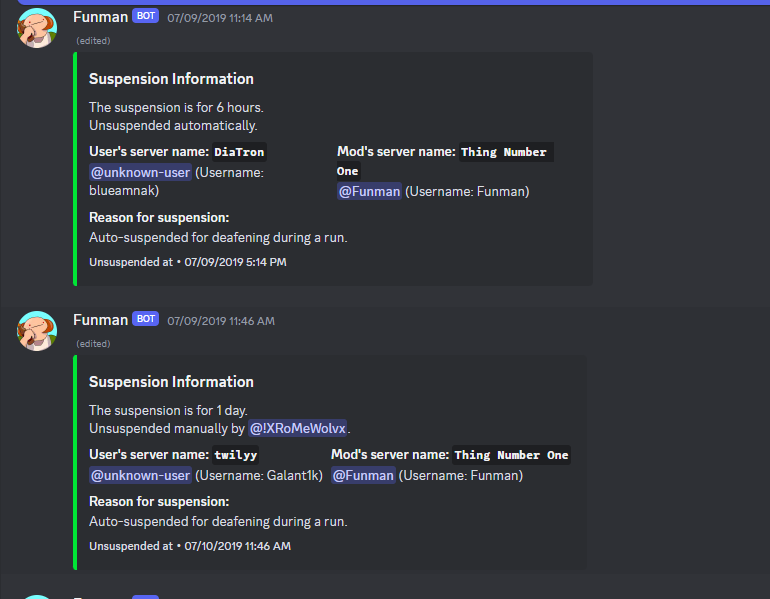 Funman BOT 07/09/2019 11:14 AM
(edited)
Suspension Information
The suspension is for 6 hours.
Unsuspended automatically.
User's server name: DiaTron
@unknown-user (Username:
blueamnak)
Mod's server name: Thing Number
One
@Funman (Username: Funman)
Reason for suspension:
Auto-suspended for deafening during a run.
Unsuspended at • 07/09/2019 5:14 PM
Funman BOT 07/09/2019 11:46 AM
(edited)
Suspension Information
The suspension is for 1 day.
Unsuspended manually by @!XRoMeWolvx.
User's server name: twilyy
@unknown-user (Username: Galant1k)
Mod's server name: Thing Number One
@Funman (Username: Funman)
Reason for suspension:
Auto-suspended for deafening during a run.
Unsuspended at • 07/10/2019 11:46 AM